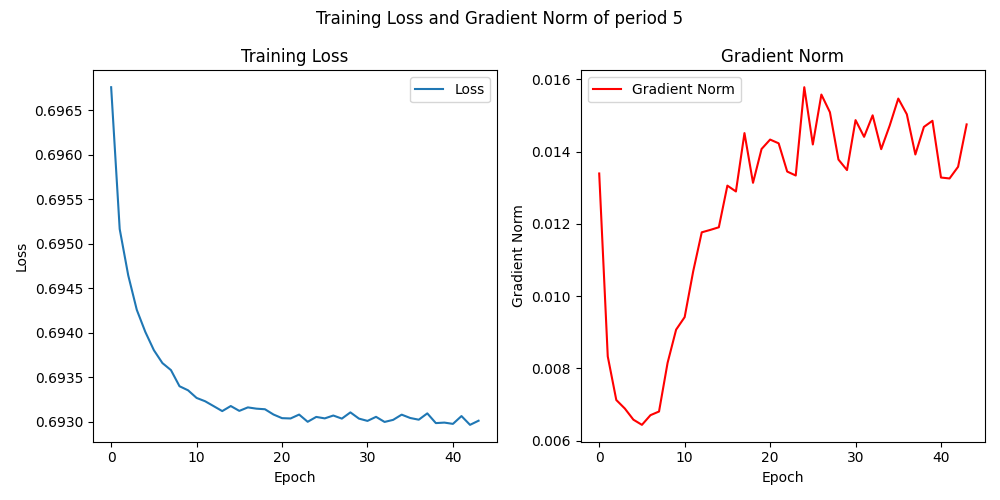 Training Loss and Gradient Norm of period 5
Training Loss
Loss
0.6965
0.6960
0.6955
0.6950
0.6945
0.6940
0.6935
0.6930
Loss
0 10 20 30 40
Epoch
Gradient Norm
Gradient Norm
0.016
0.014
0.012
0.010
0.008
0.006
Gradient Norm
0 10 20 30 40
Epoch